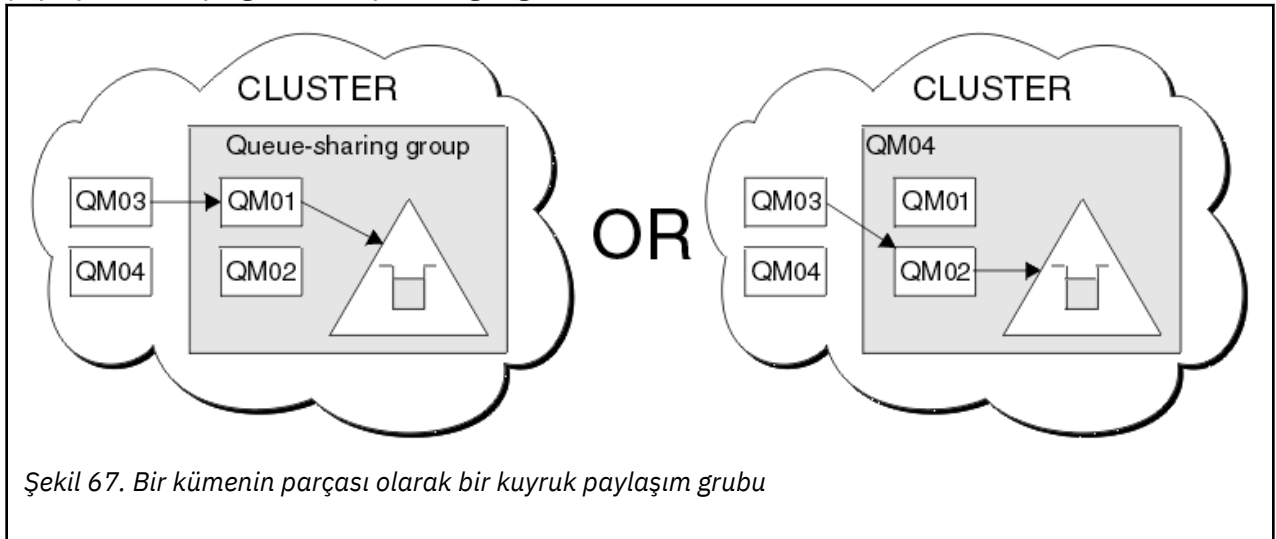 CLUSTER
Queue-sharing group
QM03
QM01
QM04
QM02
OR
CLUSTER
QM04
QM03
QM01
QM04
QM02
Şekil 67. Bir kümenin parçası olarak bir kuyruk paylaşım grubu